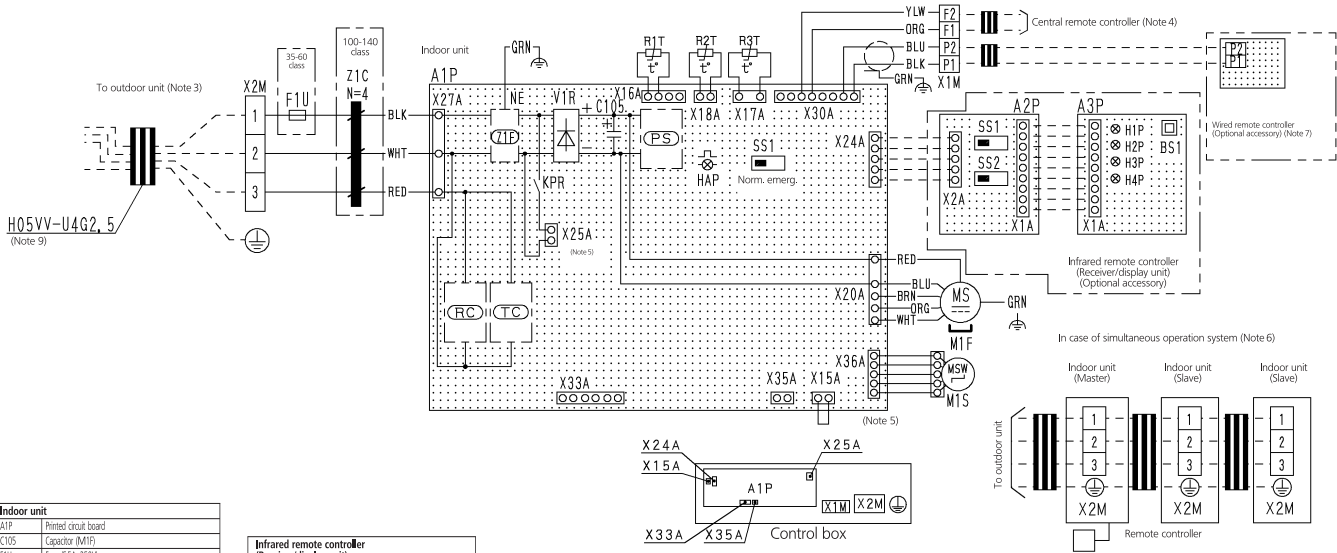 To outdoor unit (Note 3)
H05VV-U4G2,5
(Note 9)
X2M
1
2
3
35-60
class
F1U
100-140
class
Z1C
N=4
BLK
WHT
RED
Indoor unit
A1P
X27A
GRN
NE
Z1F
V1R
+
-
C105
+
PS
KPR
X25A
(Note 5)
RC
TC
X33A
R1T
t°
R2T
t°
R3T
t°
X16A
X18A
X17A
X30A
HAP
SS1
Norm. emerg.
X24A
X20A
X36A
X35A
X15A
(Note 5)
YLW
ORG
BLU
BLK
GRN
F2
F1
P2
P1
X1M
Central remote controller (Note 4)
P2
P1
Wired remote controller
(Optional accessory) (Note 7)
A2P
SS1
SS2
X2A
X1A
A3P
H1P
H2P
H3P
H4P
BS1
X1A
Infrared remote controller
(Receiver/display unit)
(Optional accessory)
RED
BLU
BRN
ORG
WHT
MS
GRN
M1F
MSW
M1S
In case of simultaneous operation system (Note 6)
Indoor unit
(Master)
Indoor unit
(Slave)
Indoor unit
(Slave)
To outdoor unit
1
2
3
X2M
1
2
3
X2M
1
2
3
X2M
Remote controller
X24A
X15A
X25A
A1P
X1M
X2M
X33A
X35A
Control box
Indoor unit
A1P Printed circuit board
C105 Capacitor (M1F)
Infrared remote controller